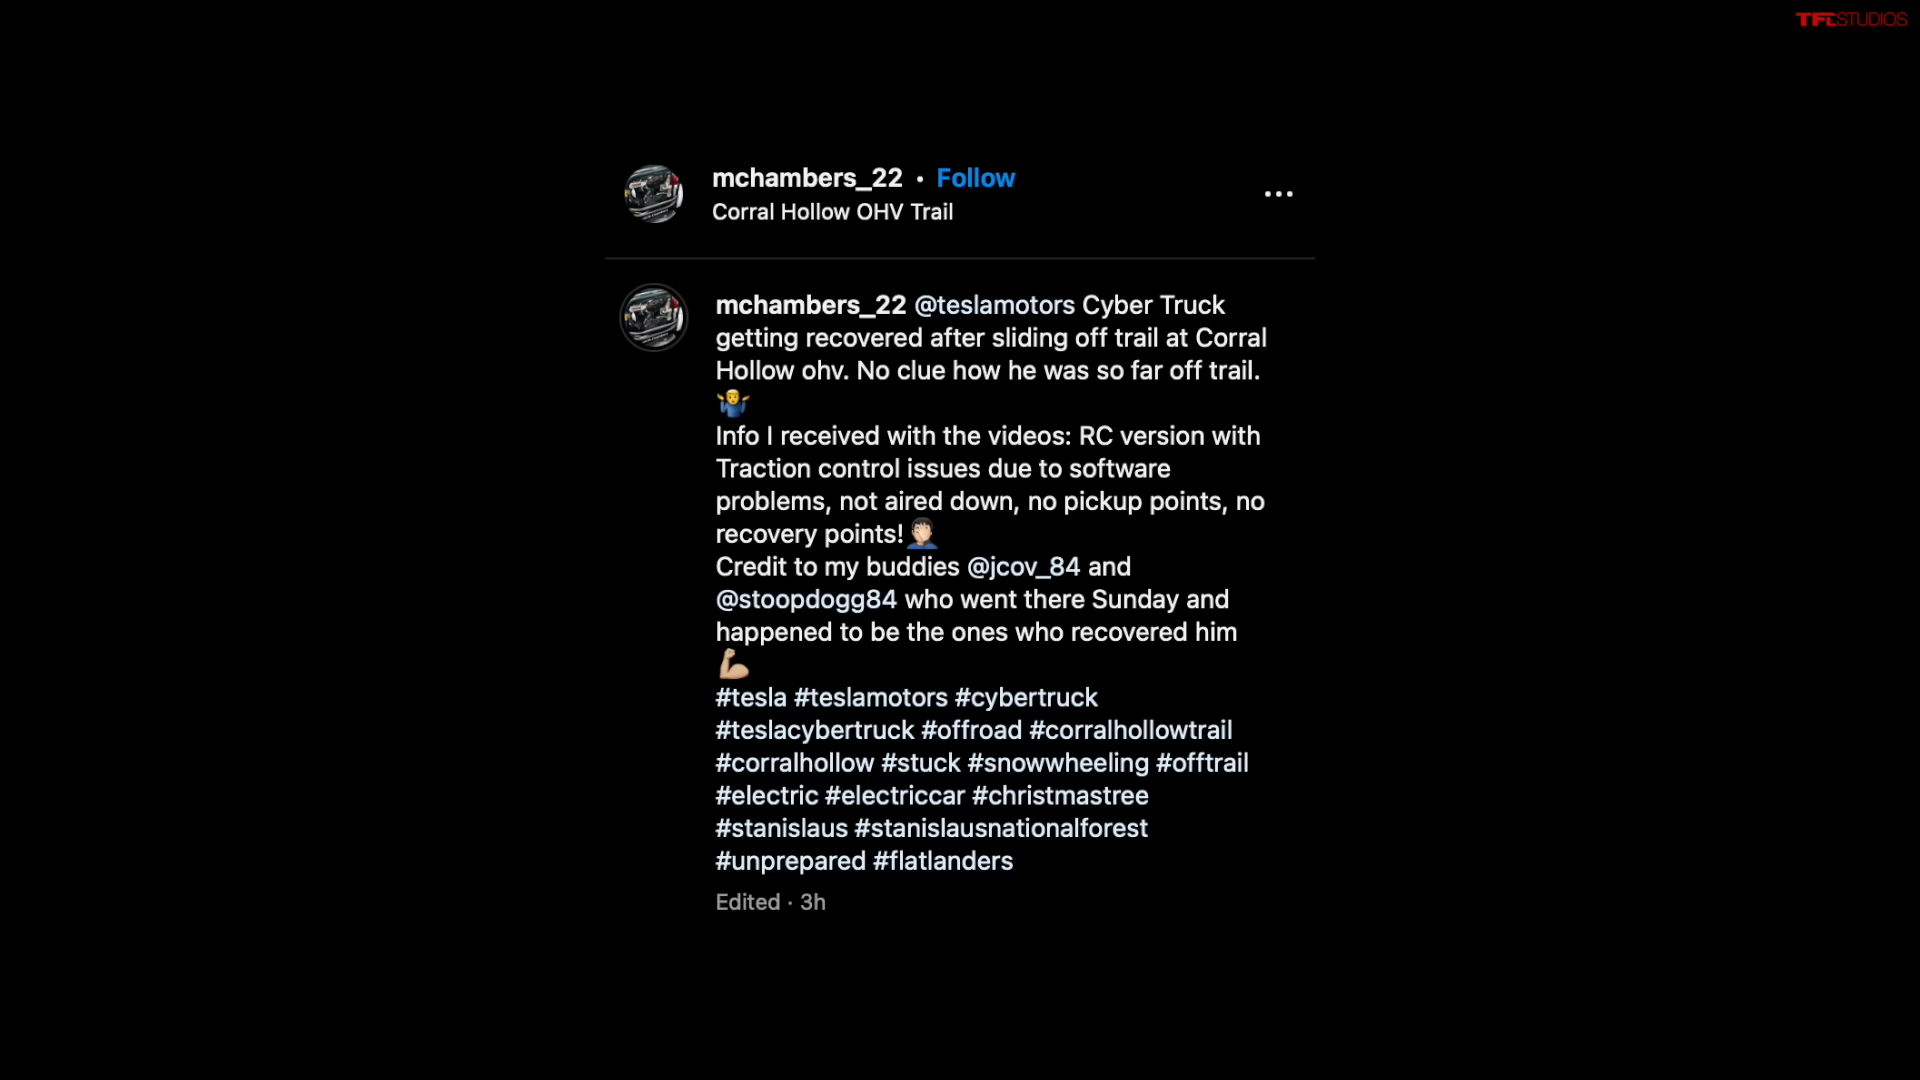 TFLSTUDIOS
mchambers_22 • Follow
Corral Hollow OHV Trail
mchambers_22 @teslamotors Cyber Truck
getting recovered after sliding off trail at Corral
Hollow ohv. No clue how he was so far off trail.
🤷‍♂️
Info I received with the videos: RC version with
Traction control issues due to software
problems, not aired down, no pickup points, no
recovery points!🤦🏻‍♂️
Credit to my buddies @jcov_84 and
@stoopdogg84 who went there Sunday and
happened to be the ones who recovered him
💪🏼
#tesla #teslamotors #cybertruck
#teslacybertruck #offroad #corralhollowtrail
#corralhollow #stuck #snowwheeling #offtrail
#electric #electriccar #christmastree
#stanislaus #stanislausnationalforest
#unprepared #flatlanders
Edited · 3h